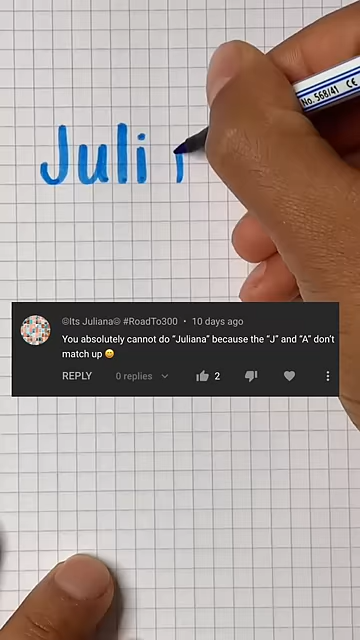 Juli
No. 568/41 CE
©Its Juliana© #RoadTo300 • 10 days ago
You absolutely cannot do “Juliana” because the “J” and “A” don’t
match up 😄
REPLY 0 replies 2